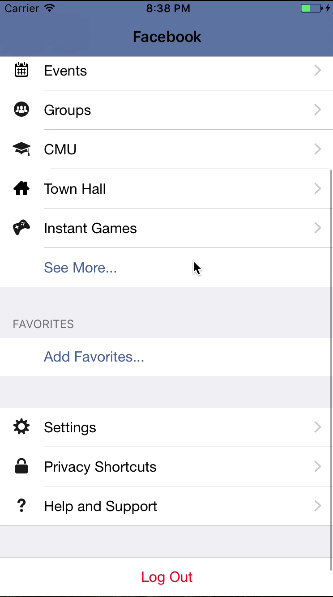 Carrier 8:38 PM
Facebook
Events
Groups
CMU
Town Hall
Instant Games
See More...
FAVORITES
Add Favorites...
Settings
Privacy Shortcuts
? Help and Support
Log Out